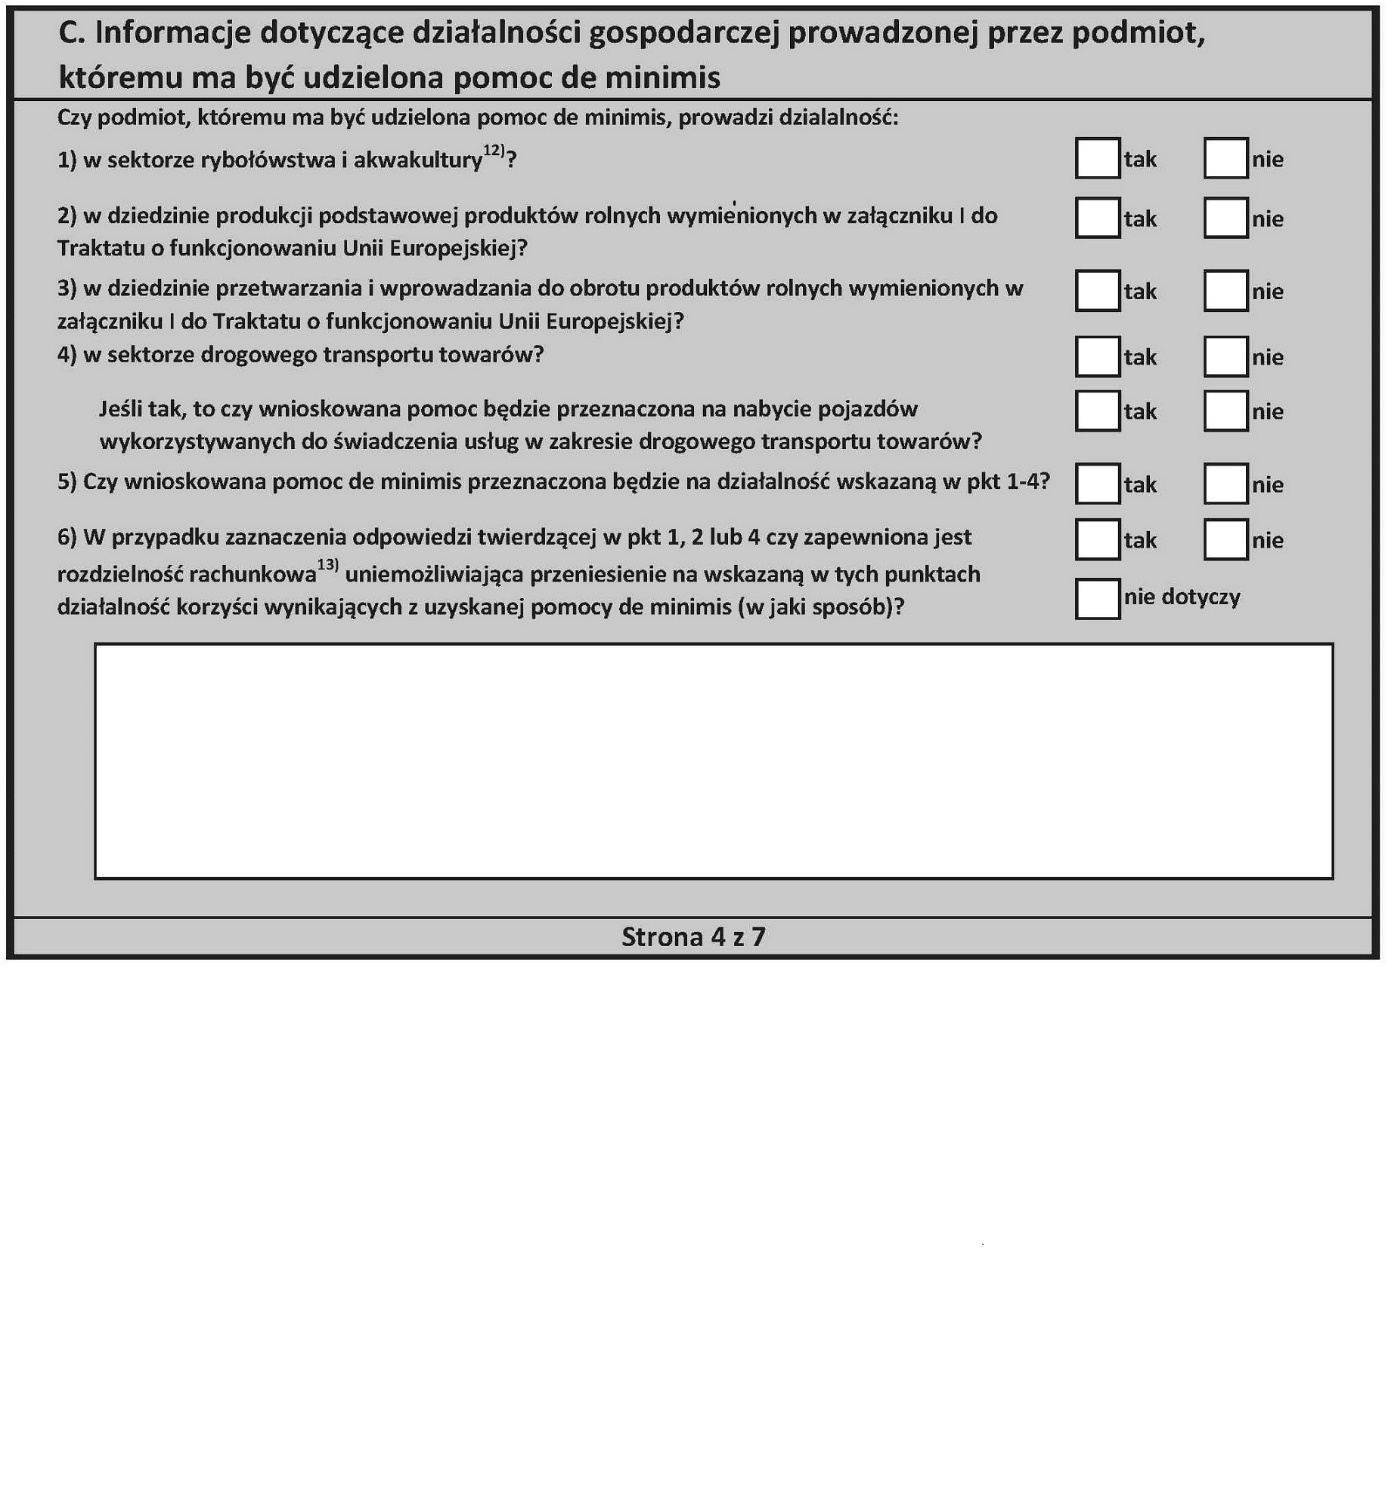 C. Informacje dotyczące działalności gospodarczej prowadzonej przez podmiot,
któremu ma być udzielona pomoc de minimis
Czy podmiot, któremu ma być udzielona pomoc de minimis, prowadzi dzialalność:
1) w sektorze rybołówstwa i akwakultury12)?
tak nie
2) w dziedzinie produkcji podstawowej produktów rolnych wymienionych w załączniku I do
Traktatu o funkcjonowaniu Unii Europejskiej?
tak nie
3) w dziedzinie przetwarzania i wprowadzania do obrotu produktów rolnych wymienionych w
załączniku I do Traktatu o funkcjonowaniu Unii Europejskiej?
tak nie
4) w sektorze drogowego transportu towarów?
tak nie
Jeśli tak, to czy wnioskowana pomoc będzie przeznaczona na nabycie pojazdów
wykorzystywanych do świadczenia usług w zakresie drogowego transportu towarów?
tak nie
5) Czy wnioskowana pomoc de minimis przeznaczona będzie na działalność wskazaną w pkt 1-4?
tak nie
6) W przypadku zaznaczenia odpowiedzi twierdzącej w pkt 1, 2 lub 4 czy zapewniona jest
rozdzielność rachunkowa13) uniemożliwiająca przeniesienie na wskazaną w tych punktach
działalność korzyści wynikających z uzyskanej pomocy de minimis (w jaki sposób)?
tak nie
nie dotyczy
Strona 4 z 7